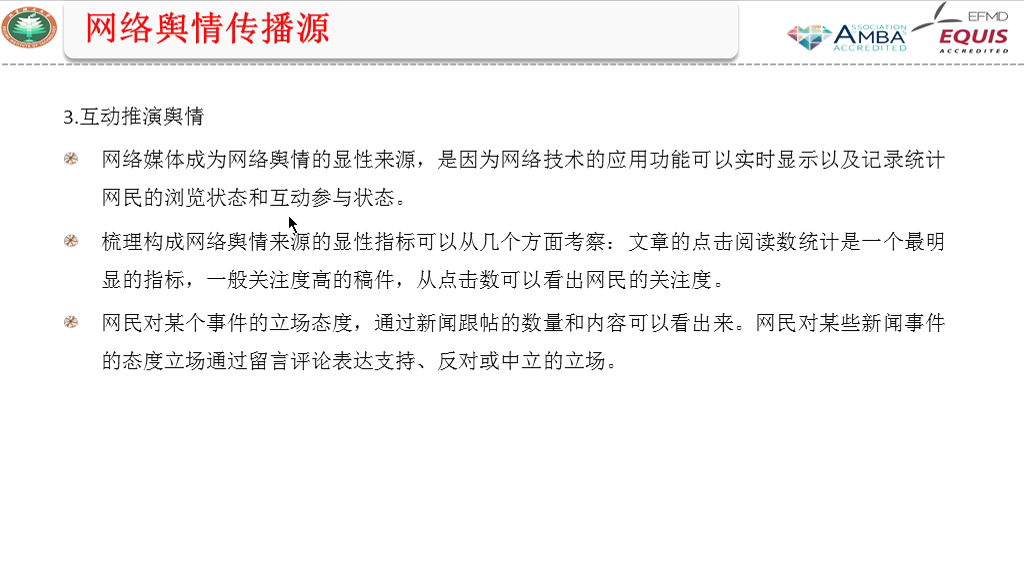 网络舆情传播源
ASSOCIATION
AMBA
ACCREDITED
EFMD
EQUIS
ACCREDITED
3.互动推演舆情
网络媒体成为网络舆情的显性来源，是因为网络技术的应用功能可以实时显示以及记录统计
网民的浏览状态和互动参与状态。
梳理构成网络舆情来源的显性指标可以从几个方面考察：文章的点击阅读数统计是一个最明
显的指标，一般关注度高的稿件，从点击数可以看出网民的关注度。
网民对某个事件的立场态度，通过新闻跟帖的数量和内容可以看出来。网民对某些新闻事件
的态度立场通过留言评论表达支持、反对或中立的立场。